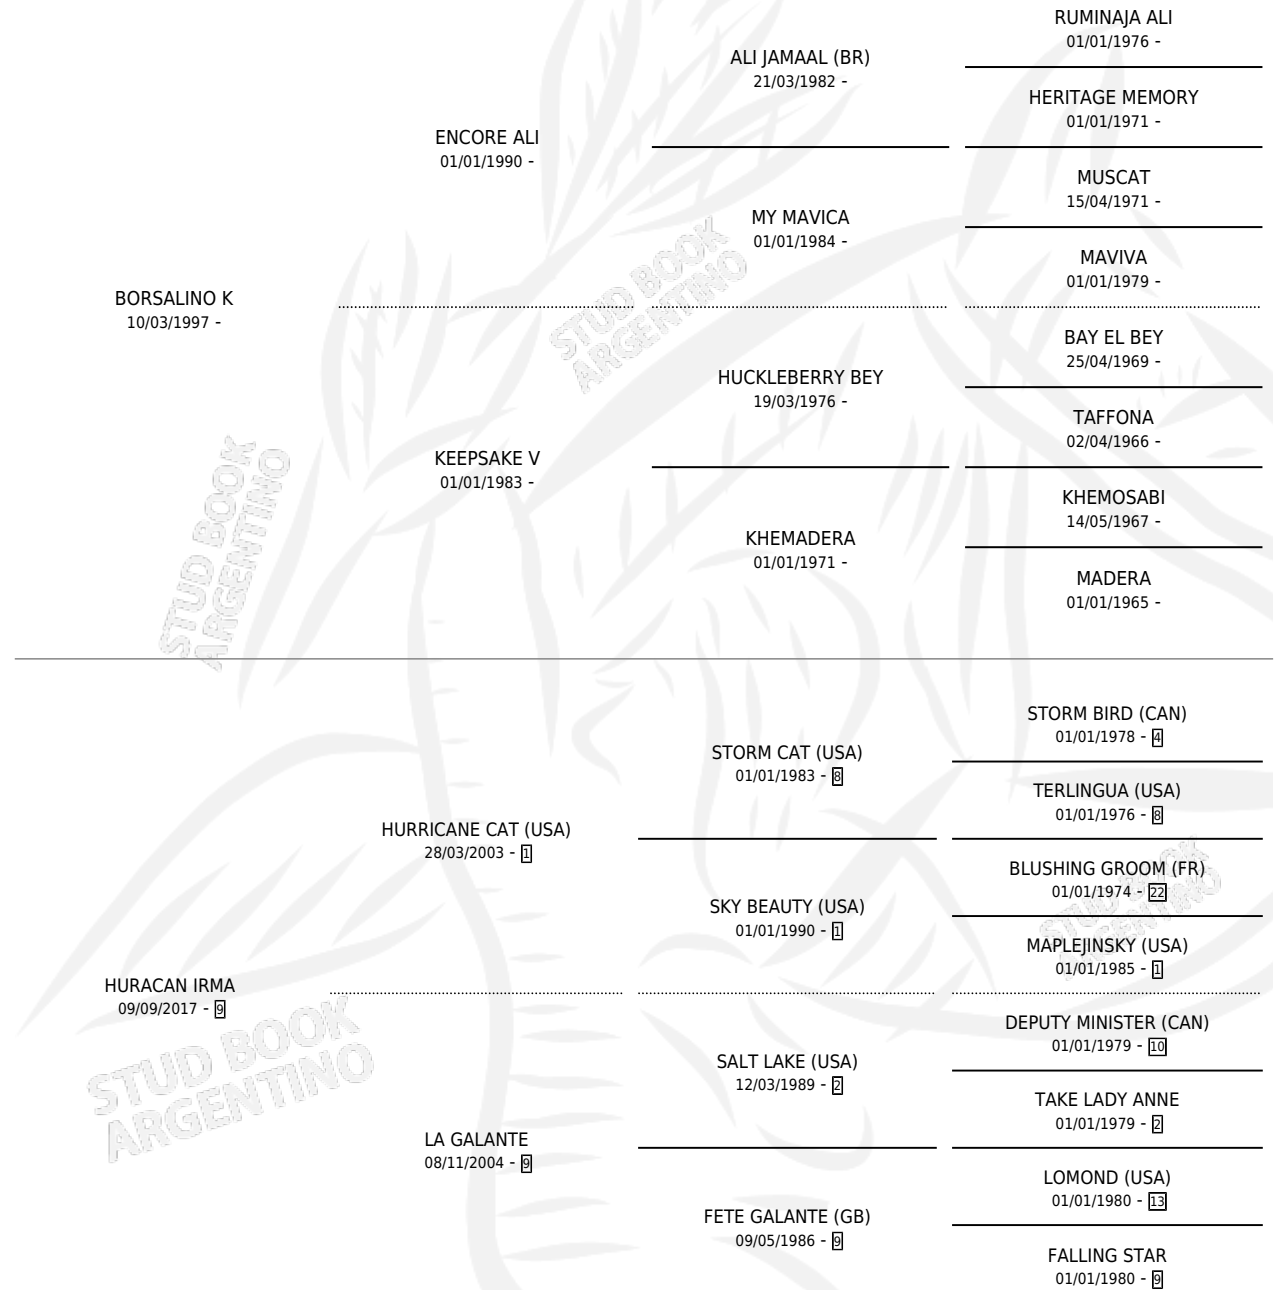 RUMINAJA ALI
01/01/1976 -
ALI JAMAAL (BR)
21/03/1982 -
HERITAGE MEMORY
01/01/1971 -
ENCORE ALI
01/01/1990 -
MUSCAT
15/04/1971 -
MY MAVICA
01/01/1984 -
MAVIVA
01/01/1979 -
BORSALINO K
10/03/1997 -
BAY EL BEY
25/04/1969 -
HUCKLEBERRY BEY
19/03/1976 -
TAFFONA
02/04/1966 -
KEEPSAKE V
01/01/1983 -
KHEMOSABI
14/05/1967 -
KHEMADERA
01/01/1971 -
MADERA
01/01/1965 -
STUD BOOK
ARGENTINO
STUD BOOK
ARGENTINO
STORM BIRD (CAN)
01/01/1978 - 4
STORM CAT (USA)
01/01/1983 - 8
TERLINGUA (USA)
01/01/1976 - 8
HURRICANE CAT (USA)
28/03/2003 - 1
BLUSHING GROOM (FR)
01/01/1974 - 22
SKY BEAUTY (USA)
01/01/1990 - 1
MAPLEJINSKY (USA)
01/01/1985 - 1
HURACAN IRMA
09/09/2017 - 9
DEPUTY MINISTER (CAN)
01/01/1979 - 10
SALT LAKE (USA)
12/03/1989 - 2
TAKE LADY ANNE
01/01/1979 - 2
LA GALANTE
08/11/2004 - 9
LOMOND (USA)
01/01/1980 - 13
FETE GALANTE (GB)
09/05/1986 - 9
FALLING STAR
01/01/1980 - 9
STUD BOOK
ARGENTINO
STUD BOOK
ARGENTINO